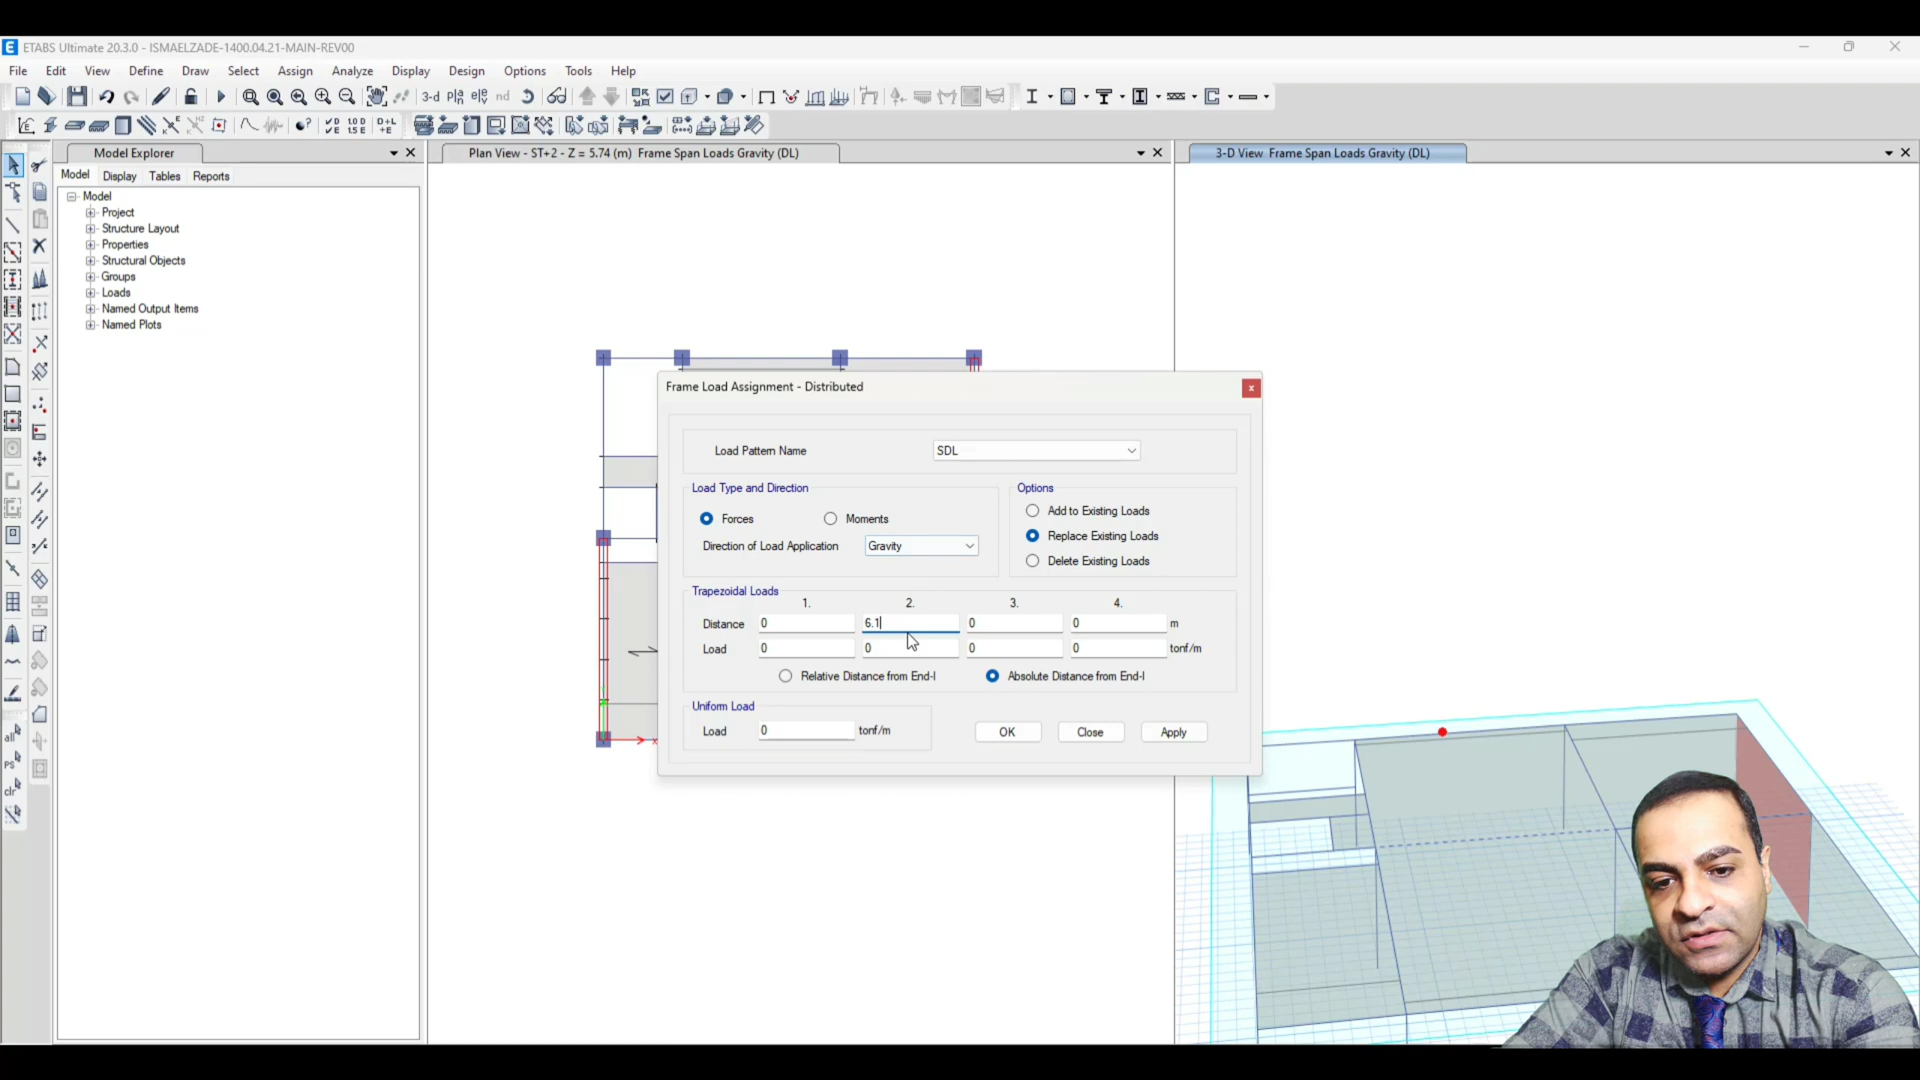 ETABS Ultimate 20.3.0 - ISMAELZADE-1400.04.21-MAIN-REV00
File Edit View Define Draw Select Assign Analyze Display Design Options Tools Help
3-d
nd
Model Explorer
Plan View - ST+2 - Z = 5.74 (m) Frame Span Loads Gravity (DL)
3-D View Frame Span Loads Gravity (DL)
Model Display Tables Reports
Model
Project
Structure Layout
Properties
Structural Objects
Groups
Loads
Named Output Items
Named Plots
all
PS
clr
X
Frame Load Assignment - Distributed
Load Pattern Name SDL
Load Type and Direction
Forces Moments
Direction of Load Application Gravity
Options
Add to Existing Loads
Replace Existing Loads
Delete Existing Loads
Trapezoidal Loads
1. 2. 3. 4.
Distance 0 6.1 0 0 m
Load 0 0 0 0 tonf/m
Relative Distance from End-I Absolute Distance from End-I
Uniform Load
Load 0 tonf/m
OK Close Apply